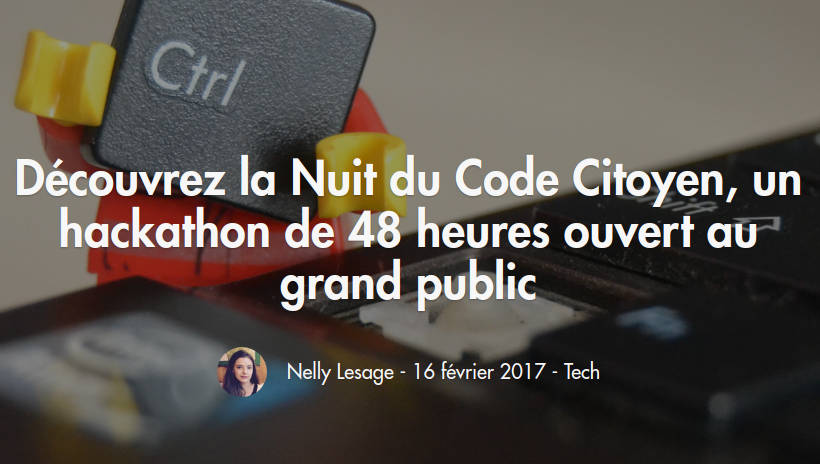 Ctrl
Découvrez la Nuit du Code Citoyen, un
hackathon de 48 heures ouvert au
grand public
Nelly Lesage - 16 février 2017 - Tech